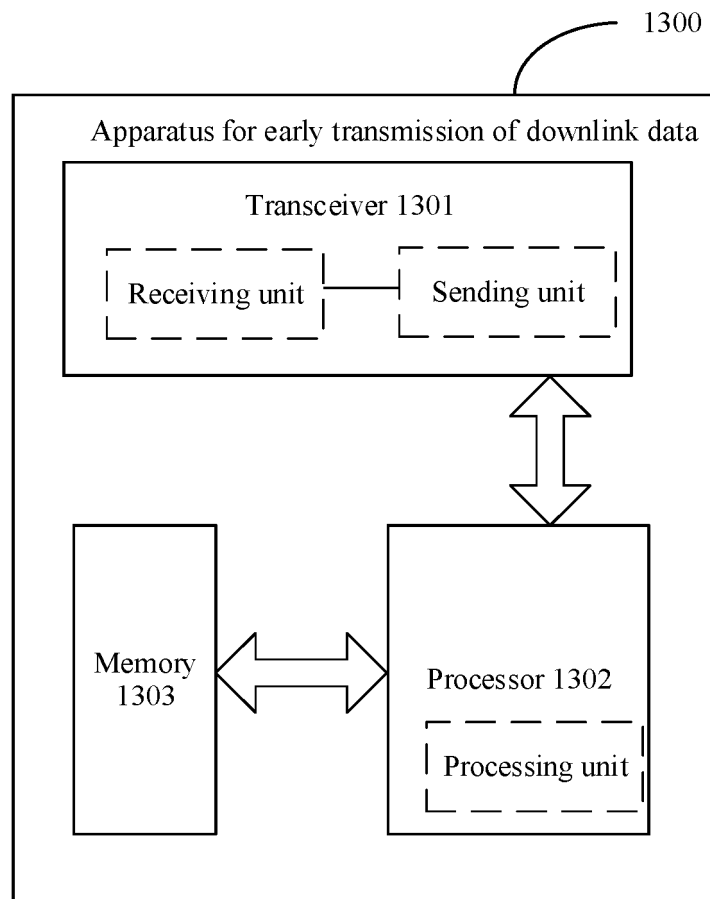 1300
Apparatus for early transmission of downlink data
Transceiver 1301
Receiving unit
Sending unit
Memory
1303
Processor 1302
Processing unit